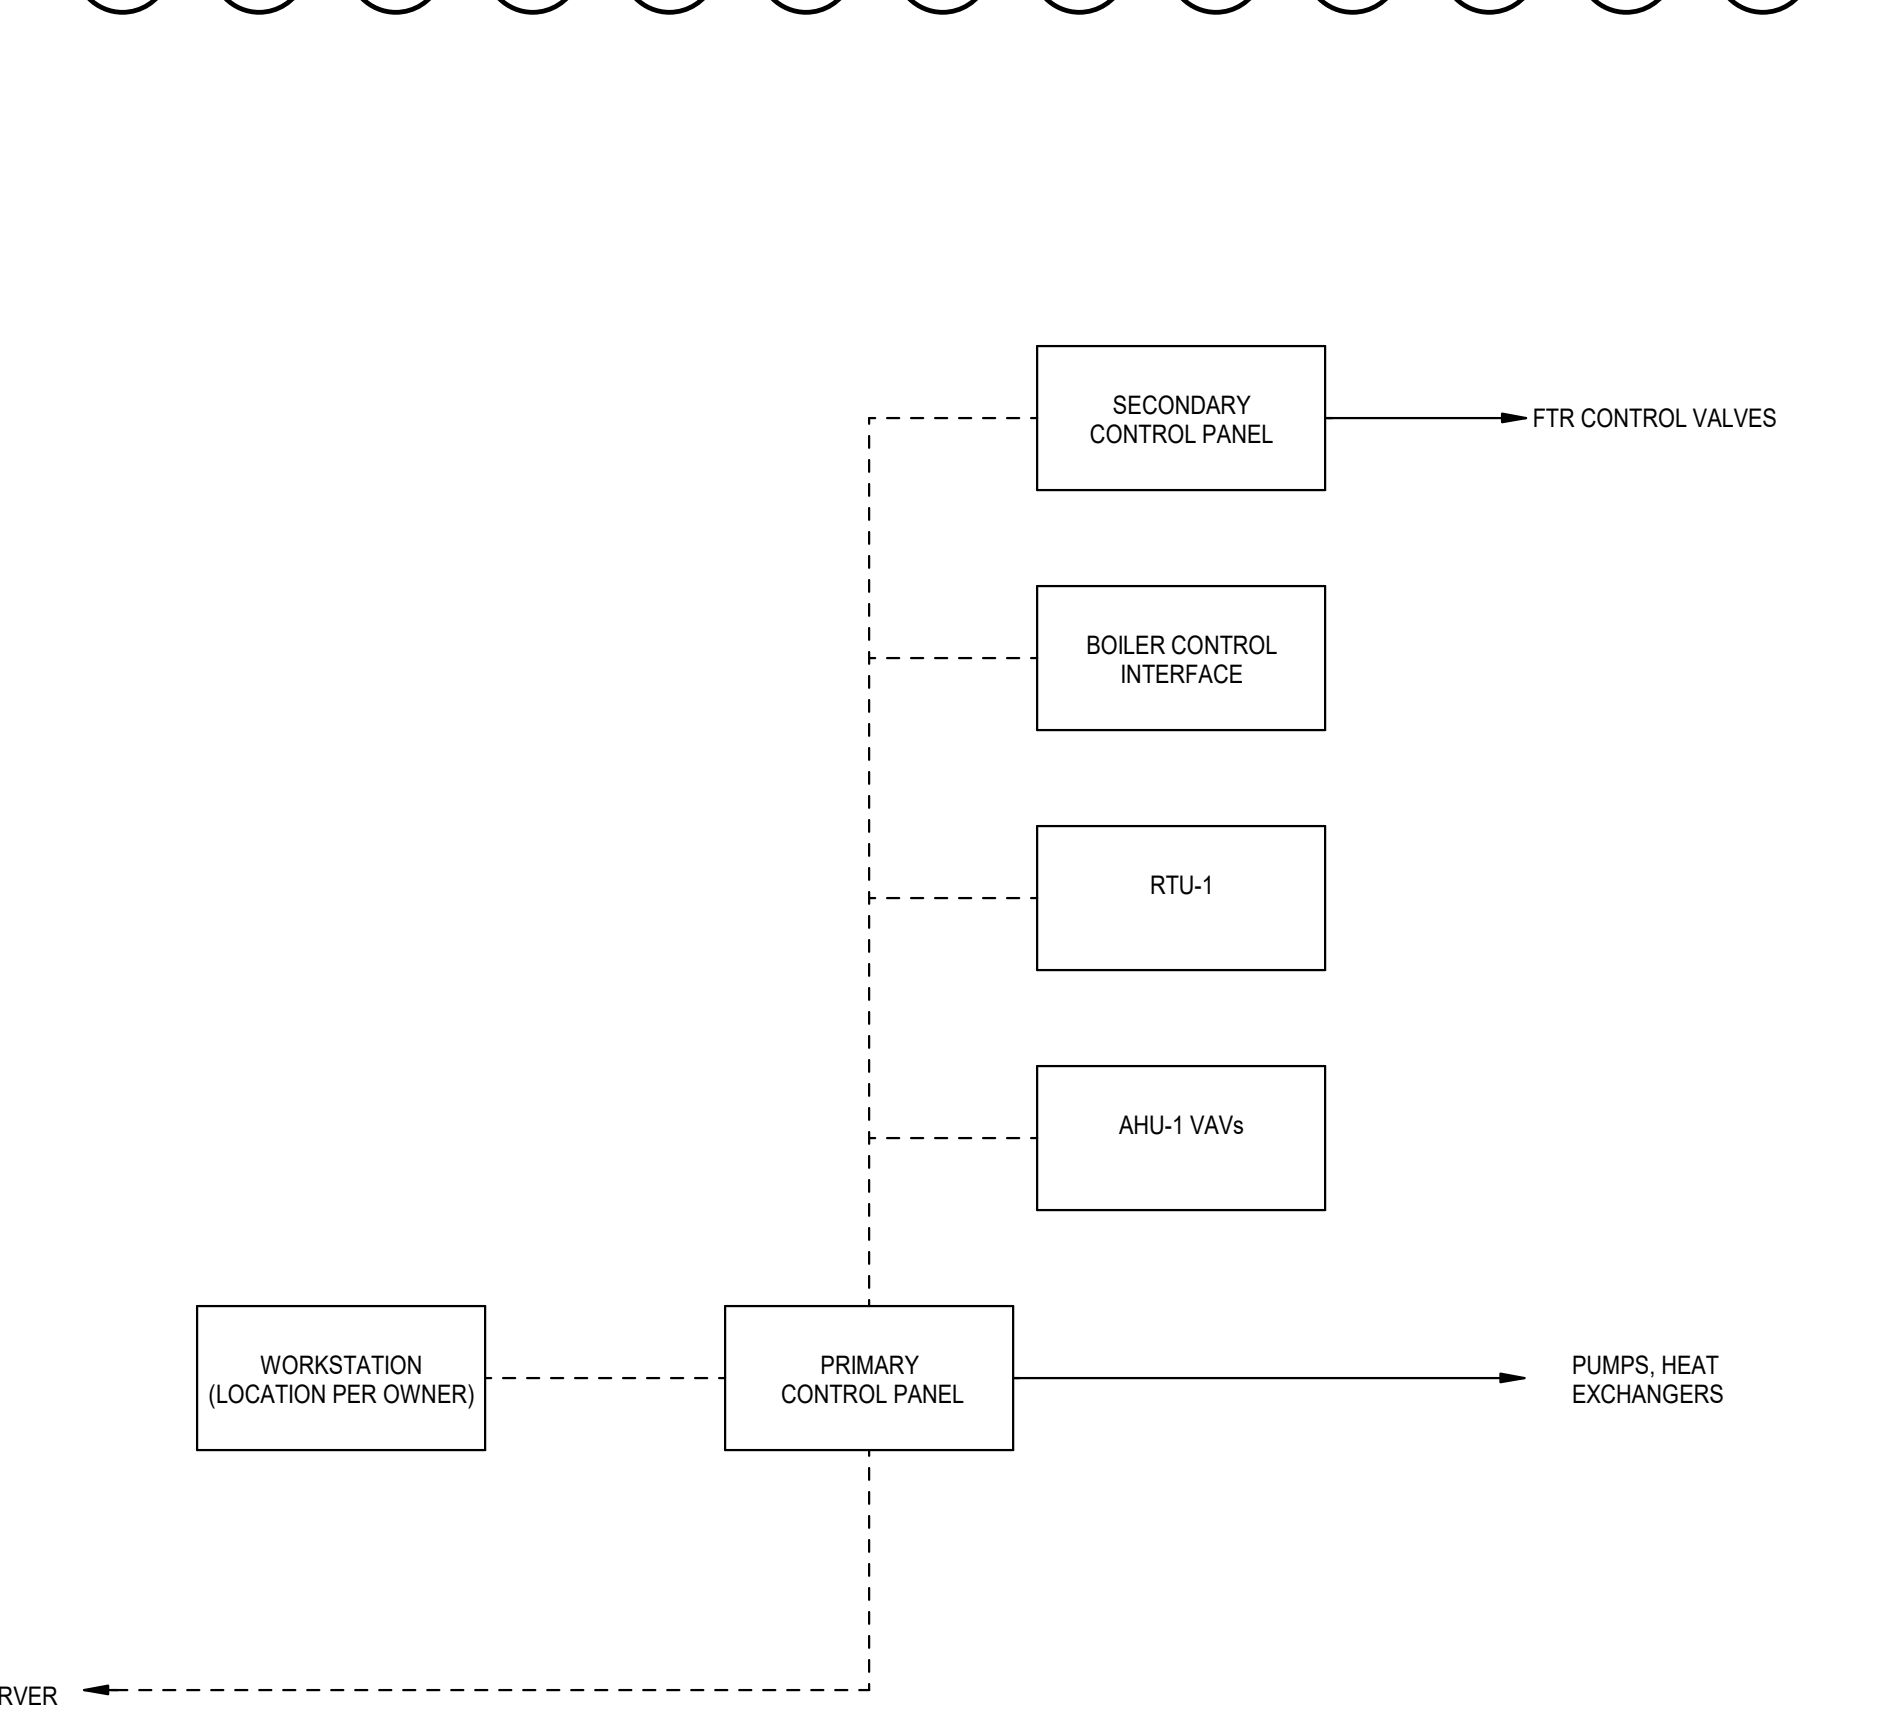 SECONDARY
CONTROL PANEL
FTR CONTROL VALVES
BOILER CONTROL
INTERFACE
RTU-1
AHU-1 VAVs
WORKSTATION
(LOCATION PER OWNER)
PRIMARY
CONTROL PANEL
PUMPS, HEAT
EXCHANGERS
RVER